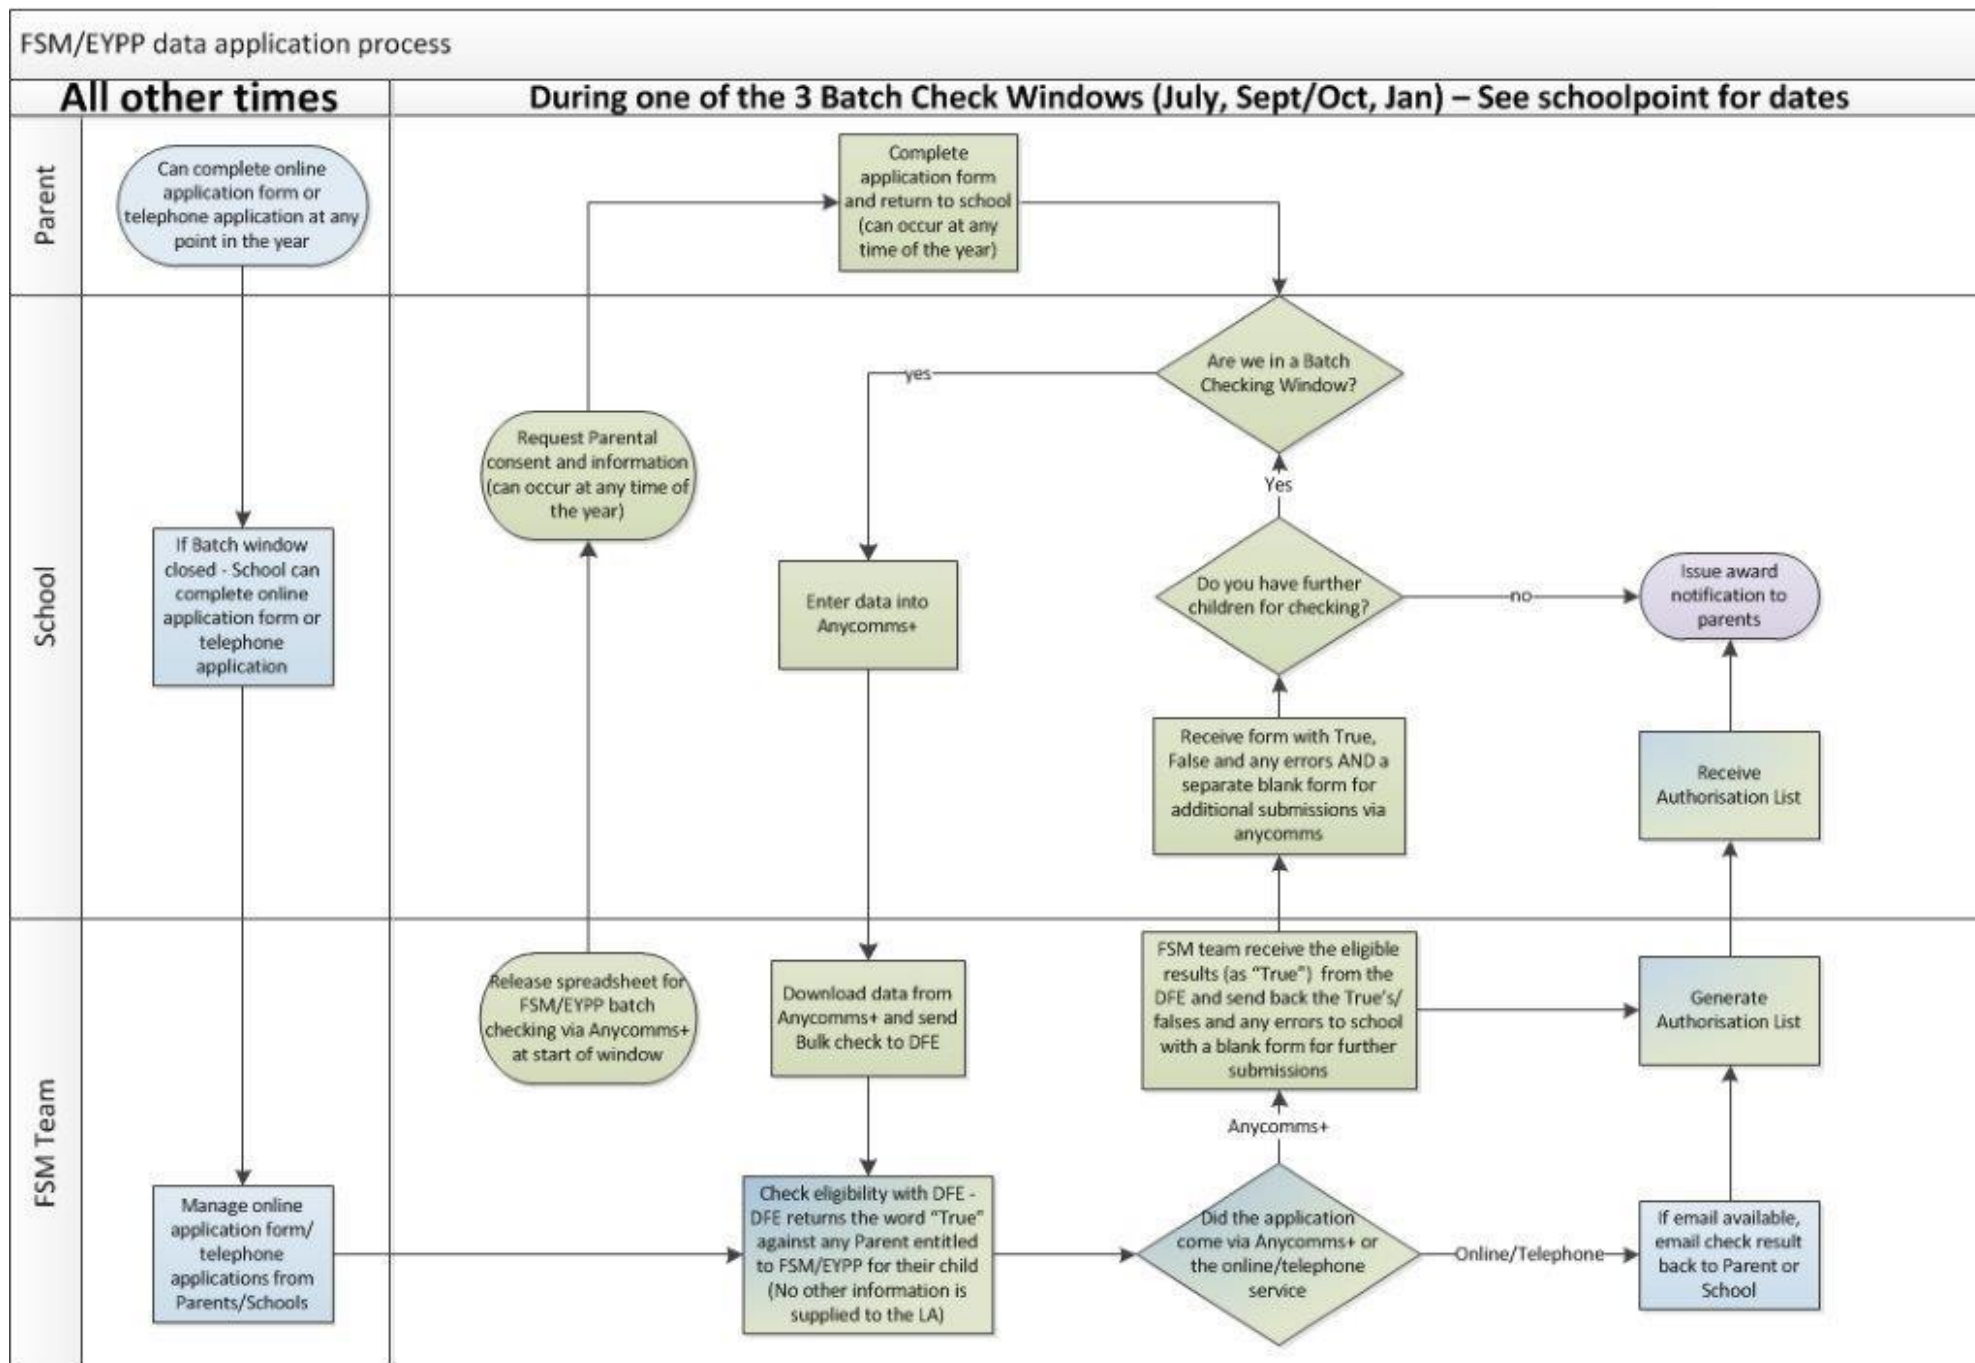 FSM/EYPP data application process
All other times
During one of the 3 Batch Check Windows (July, Sept/Oct, Jan) – See schoolpoint for dates
Parent
Can complete online
application form or
telephone application at any
point in the year
Complete
application form
and return to school
(can occur at any
time of the year)
School
Are we in a Batch
Checking Window?
yes
Request Parental
consent and information
(can occur at any time of
the year)
Yes
If Batch window
closed - School can
complete online
application form or
telephone
application
Enter data into
Anycomms+
Do you have further
children for checking?
no
Issue award
notification to
parents
Receive form with True,
False and any errors AND a
separate blank form for
additional submissions via
anycomms
Receive
Authorisation List
FSM Team
Release spreadsheet for
FSM/EYPP batch
checking via Anycomms+
at start of window
Download data from
Anycomms+ and send
Bulk check to DFE
FSM team receive the eligible
results (as “True”) from the
DFE and send back the True’s/
falses and any errors to school
with a blank form for further
submissions
Generate
Authorisation List
Anycomms+
Manage online
application form/
telephone
applications from
Parents/Schools
Check eligibility with DFE -
DFE returns the word “True”
against any Parent entitled
to FSM/EYPP for their child
(No other information is
supplied to the LA)
Did the application
come via Anycomms+ or
the online/telephone
service
Online/Telephone
If email available,
email check result
back to Parent or
School